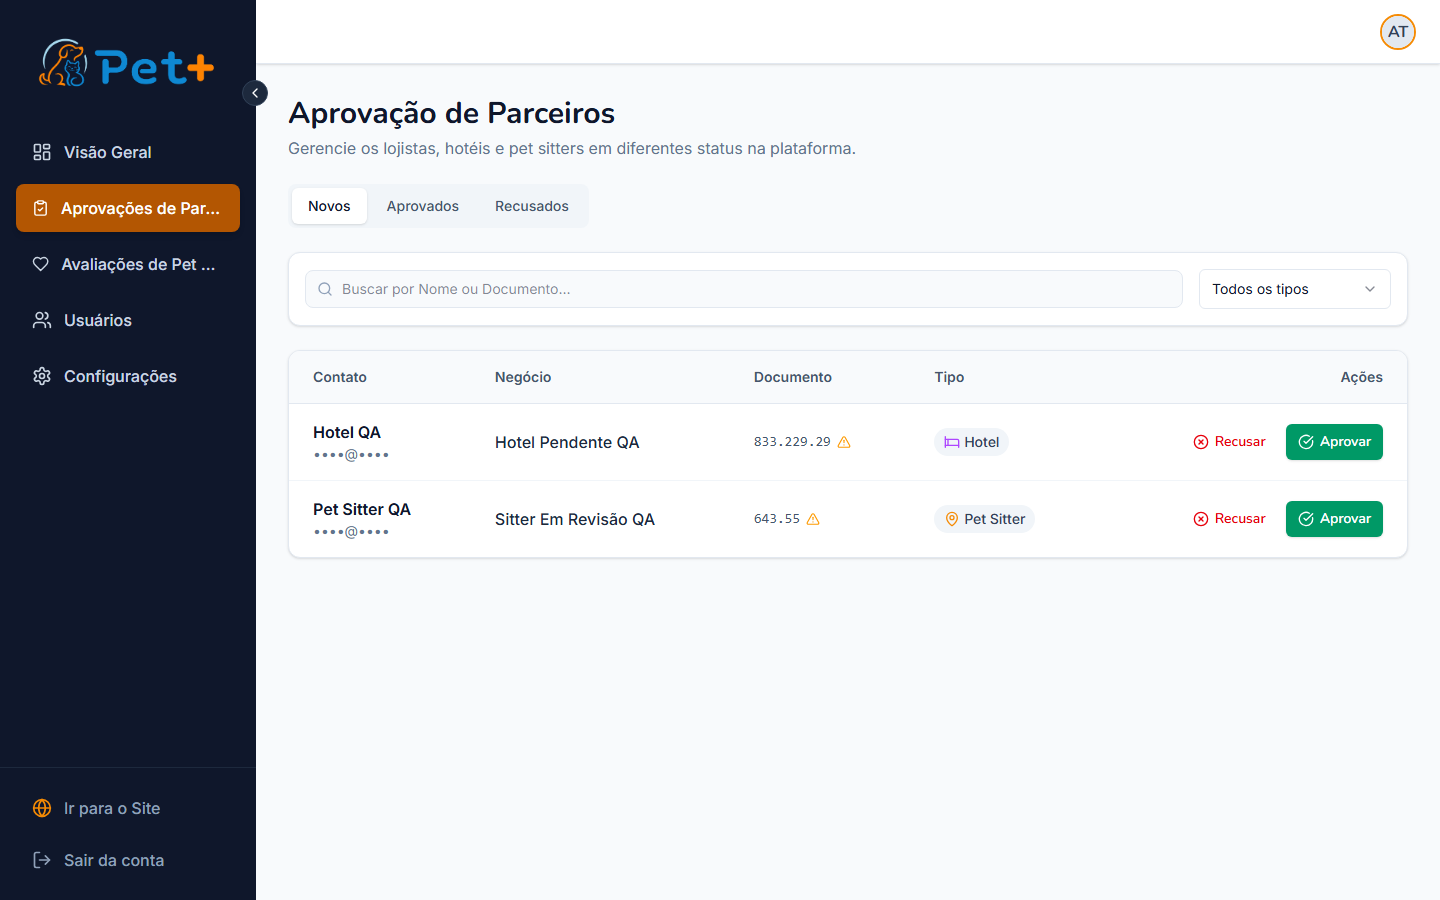 Pet+
AT
Visão Geral
Aprovações de Par...
Avaliações de Pet ...
Usuários
Configurações
Ir para o Site
Sair da conta
Aprovação de Parceiros
Gerencie os lojistas, hotéis e pet sitters em diferentes status na plataforma.
Novos Aprovados Recusados
Buscar por Nome ou Documento... Todos os tipos
Contato Negócio Documento Tipo Ações
Hotel QA
••••@••••
Hotel Pendente QA 833.229.29 Hotel Recusar Aprovar
Pet Sitter QA
••••@••••
Sitter Em Revisão QA 643.55 Pet Sitter Recusar Aprovar